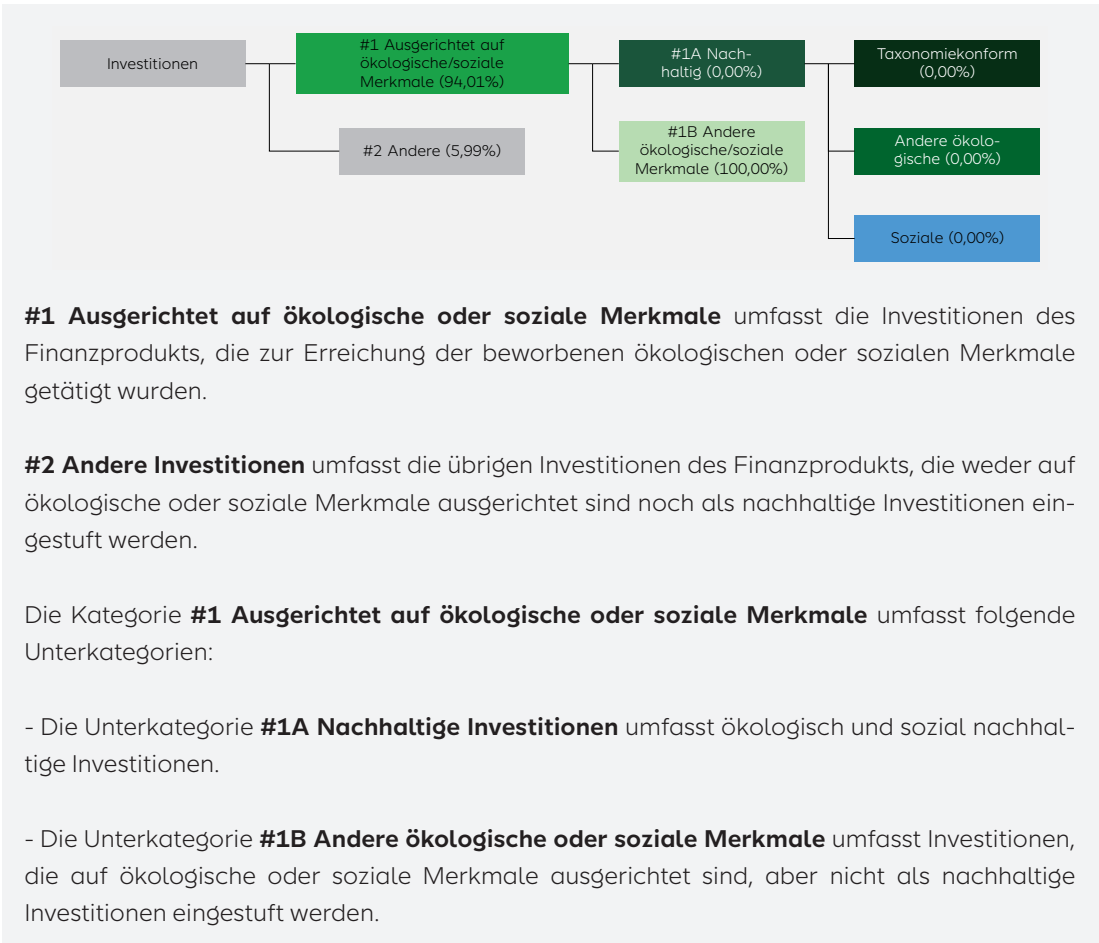 Investitionen
#1 Ausgerichtet auf
ökologische/soziale
Merkmale (94,01%)
#1A Nach-
haltig (0,00%)
Taxonomiekonform
(0,00%)
#2 Andere (5,99%)
#1B Andere
ökologische/soziale
Merkmale (100,00%)
Andere ökolo-
gische (0,00%)
Soziale (0,00%)
#1 Ausgerichtet auf ökologische oder soziale Merkmale umfasst die Investitionen des
Finanzprodukts, die zur Erreichung der beworbenen ökologischen oder sozialen Merkmale
getätigt wurden.
#2 Andere Investitionen umfasst die übrigen Investitionen des Finanzprodukts, die weder auf
ökologische oder soziale Merkmale ausgerichtet sind noch als nachhaltige Investitionen ein-
gestuft werden.
Die Kategorie #1 Ausgerichtet auf ökologische oder soziale Merkmale umfasst folgende
Unterkategorien:
- Die Unterkategorie #1A Nachhaltige Investitionen umfasst ökologisch und sozial nachhal-
tige Investitionen.
- Die Unterkategorie #1B Andere ökologische oder soziale Merkmale umfasst Investitionen,
die auf ökologische oder soziale Merkmale ausgerichtet sind, aber nicht als nachhaltige
Investitionen eingestuft werden.